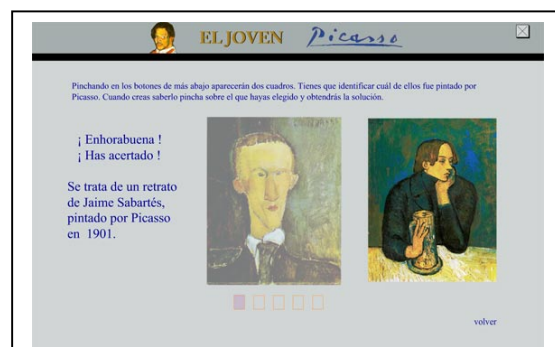 EL JOVEN Picasso
Pinchando en los botones de más abajo aparecerán dos cuadros. Tienes que identificar cuál de ellos fue pintado por
Picasso. Cuando creas saberlo pincha sobre el que hayas elegido y obtendrás la solución.
¡ Enhorabuena !
¡ Has acertado !
Se trata de un retrato
de Jaime Sabartés,
pintado por Picasso
en 1901.
volver